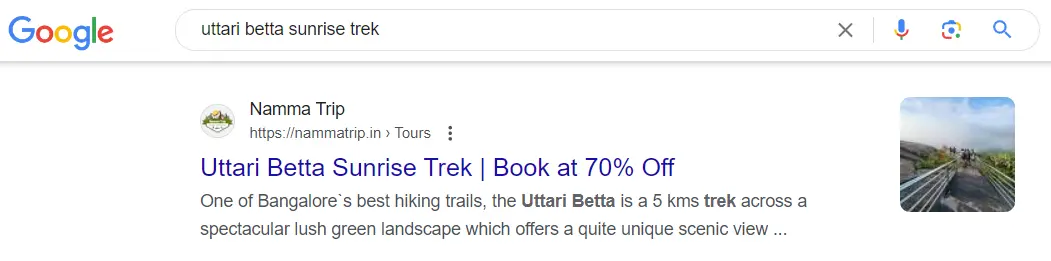 Google
uttari betta sunrise trek
Namma Trip
https://nammatrip.in › Tours
Uttari Betta Sunrise Trek | Book at 70% Off
One of Bangalore`s best hiking trails, the Uttari Betta is a 5 kms trek across a
spectacular lush green landscape which offers a quite unique scenic view ...